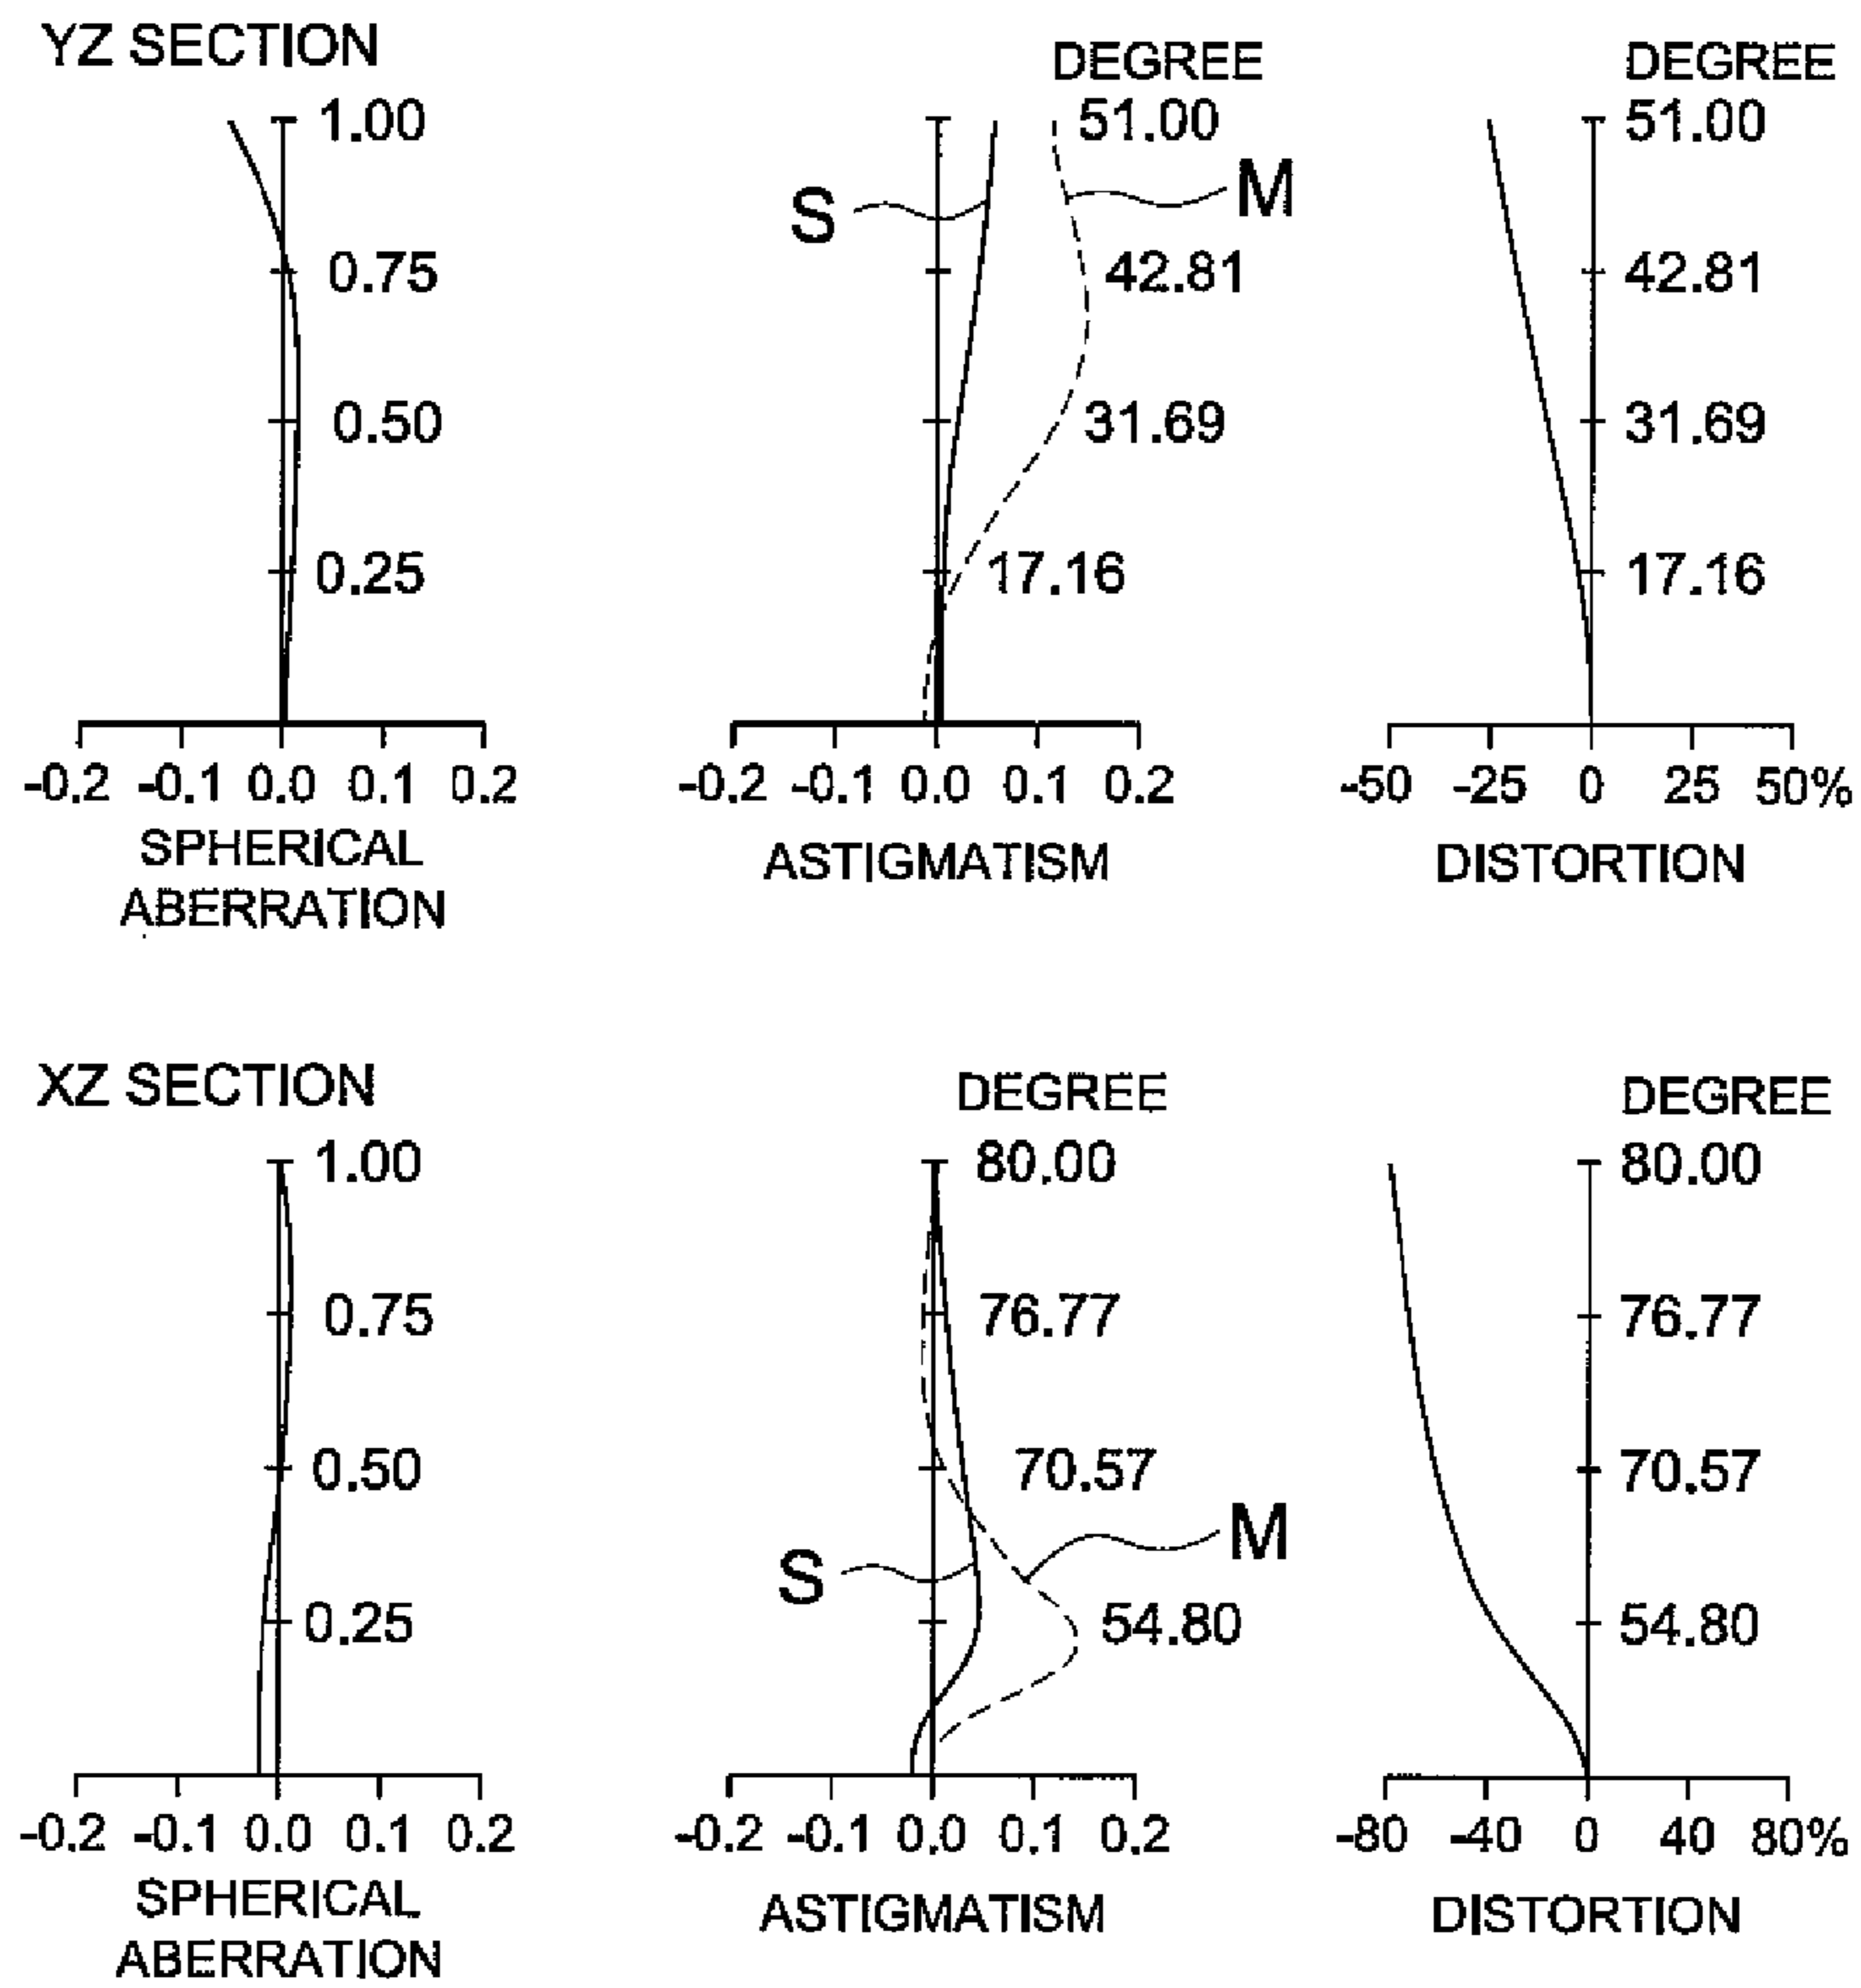 YZ SECTION
1.00
0.75
0.50
0.25
-0.2 -0.1 0.0 0.1 0.2
SPHERICAL
ABERRATION
DEGREE
51.00
S
M
42.81
31.69
17.16
-0.2 -0.1 0.0 0.1 0.2
ASTIGMATISM
DEGREE
51.00
42.81
31.69
17.16
-50 -25 0 25 50%
DISTORTION
XZ SECTION
1.00
0.75
0.50
0.25
-0.2 -0.1 0.0 0.1 0.2
SPHERICAL
ABERRATION
DEGREE
80.00
76.77
70.57
M
S
54.80
-0.2 -0.1 0.0 0.1 0.2
ASTIGMATISM
DEGREE
80.00
76.77
70.57
54.80
-80 -40 0 40 80%
DISTORTION